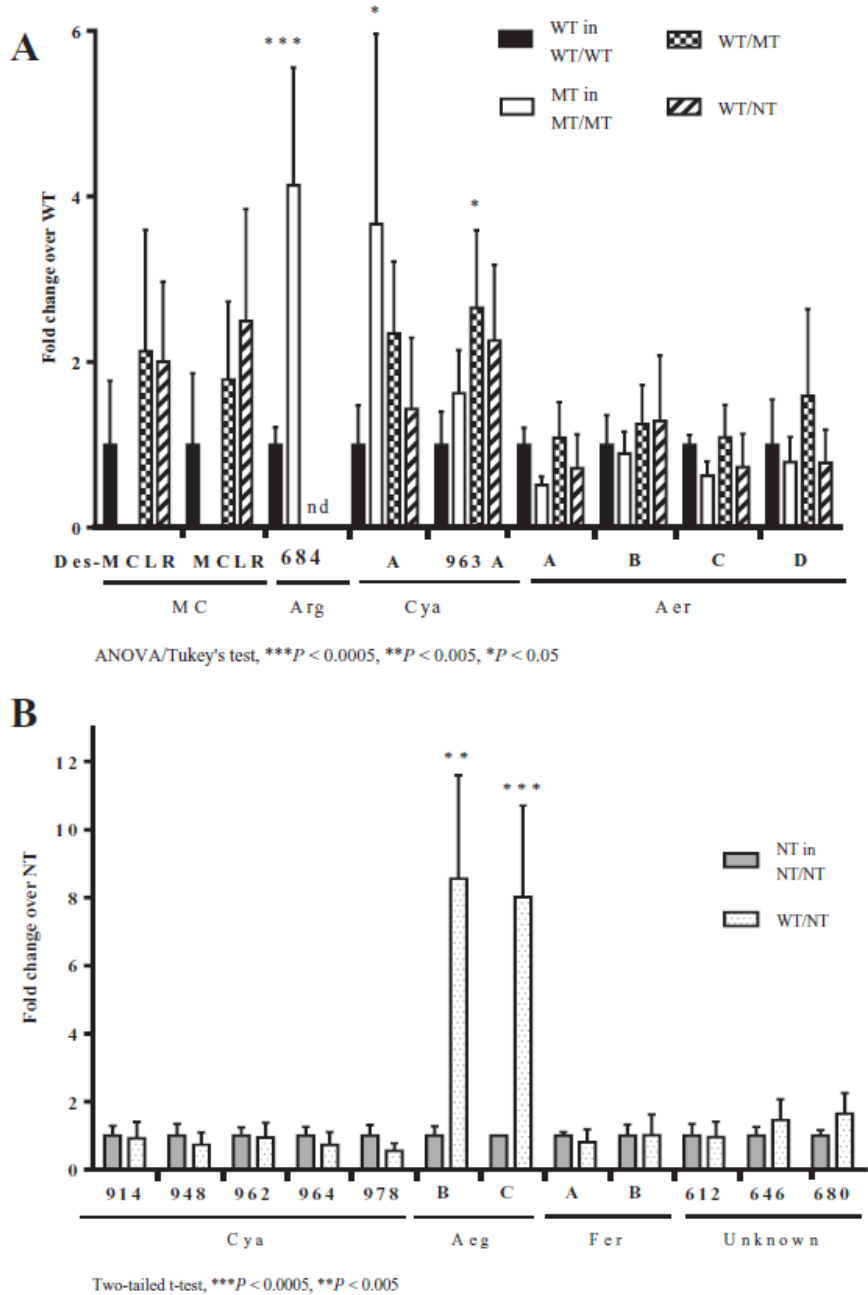 A
* * *
*
*
WT in
WT/WT
MT in
MT/MT
WT/MT
WT/NT
6
4
2
0
Fold change over WT
nd
Des-MCLR MCLR 684 A 963 A A B C D
MC Arg Cya Aer
ANOVA/Tukey's test, ***P < 0.0005, **P < 0.005, *P < 0.05
B
* *
* * *
NT in
NT/NT
WT/NT
12
10
8
6
4
2
0
Fold change over NT
914 948 962 964 978 B C A B 612 646 680
Cya Aeg Fer Unknown
Two-tailed t-test, ***P < 0.0005, **P < 0.005